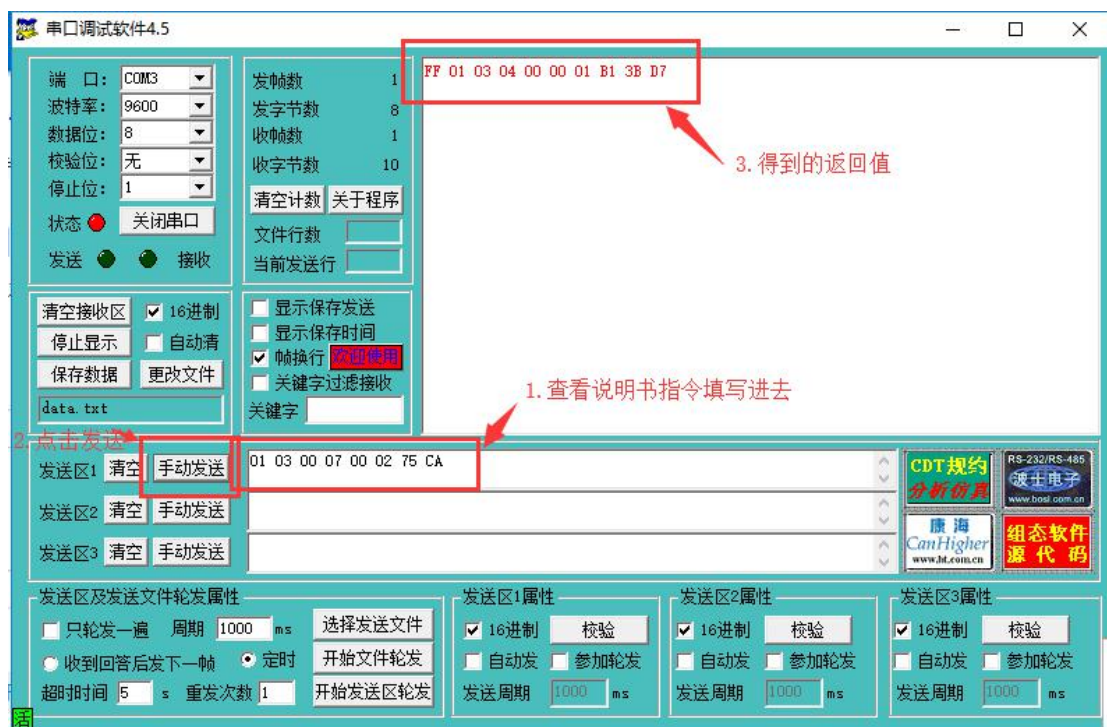 串口调试软件4.5
端 口: COM3
波特率: 9600
数据位: 8
校验位: 无
停止位: 1
状态 关闭串口
发送 接收
发帧数 1
发字节数 8
收帧数 1
收字节数 10
清空计数 关于程序
文件行数
当前发送行
FF 01 03 04 00 00 01 B1 3B D7
3.得到的返回值
清空接收区 16进制
停止显示 自动清
保存数据 更改文件
data.txt
显示保存发送
显示保存时间
帧换行 欢迎使用
关键字过滤接收
关键字
1.查看说明书指令填写进去
2.点击发送
发送区1 清空 手动发送 01 03 00 07 00 02 75 CA
发送区2 清空 手动发送
发送区3 清空 手动发送
CDT规约
分析仿真
RS-232/RS-485
波士电子
www.bosi.com.cn
康海
CanHigher
www.ht.com.cn
组态软件
源代码
发送区及发送文件轮发属性
只轮发一遍 周期 1000 ms 选择发送文件
收到回答后发下一帧 定时 开始文件轮发
超时时间 5 s 重发次数 1 开始发送区轮发
发送区1属性
16进制 校验
自动发 参加轮发
发送周期 1000 ms
发送区2属性
16进制 校验
自动发 参加轮发
发送周期 1000 ms
发送区3属性
16进制 校验
自动发 参加轮发
发送周期 1000 ms
活